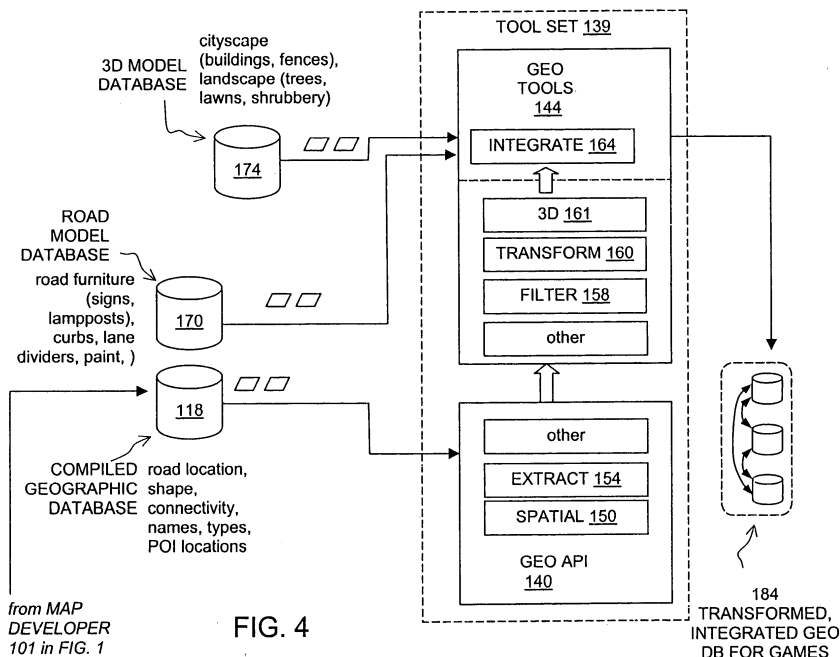 TOOL SET 139
3D MODEL
DATABASE
cityscape
(buildings, fences),
landscape (trees,
lawns, shrubbery)
174
GEO
TOOLS
144
INTEGRATE 164
3D 161
TRANSFORM 160
FILTER 158
other
ROAD
MODEL
DATABASE
road furniture
(signs,
lampposts),
curbs, lane
dividers, paint, )
170
118
COMPILED
GEOGRAPHIC
DATABASE
road location,
shape,
connectivity,
names, types,
POI locations
other
EXTRACT 154
SPATIAL 150
GEO API
140
from MAP
DEVELOPER
101 in FIG. 1
FIG. 4
184
TRANSFORMED,
INTEGRATED GEO
DB FOR GAMES